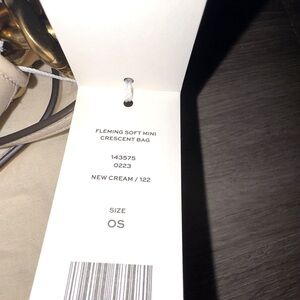 FLEMING SOFT MINI
CRESCENT BAG
143575
0223
NEW CREAM / 122
SIZE
OS